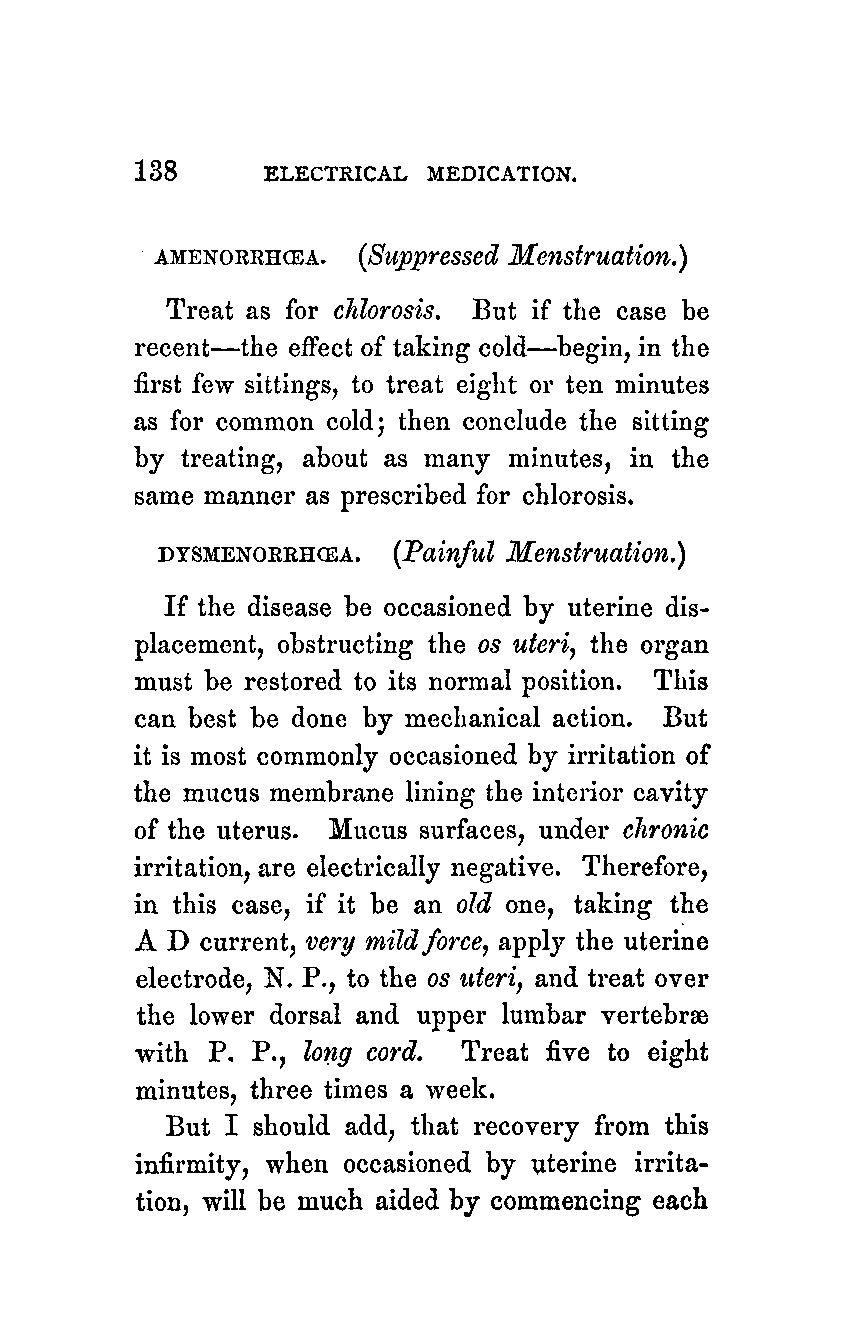 138 ELECTRICAL MEDICATION.
AMENORRHŒA. (Suppressed Menstruation.)
Treat as for chlorosis. But if the case be
recent—the effect of taking cold—begin, in the
first few sittings, to treat eight or ten minutes
as for common cold; then conclude the sitting
by treating, about as many minutes, in the
same manner as prescribed for chlorosis.
DYSMENORRHŒA. (Painful Menstruation.)
If the disease be occasioned by uterine dis-
placement, obstructing the os uteri, the organ
must be restored to its normal position. This
can best be done by mechanical action. But
it is most commonly occasioned by irritation of
the mucus membrane lining the interior cavity
of the uterus. Mucus surfaces, under chronic
irritation, are electrically negative. Therefore,
in this case, if it be an old one, taking the
A D current, very mild force, apply the uterine
electrode, N. P., to the os uteri, and treat over
the lower dorsal and upper lumbar vertebræ
with P. P., long cord. Treat five to eight
minutes, three times a week.
But I should add, that recovery from this
infirmity, when occasioned by uterine irrita-
tion, will be much aided by commencing each